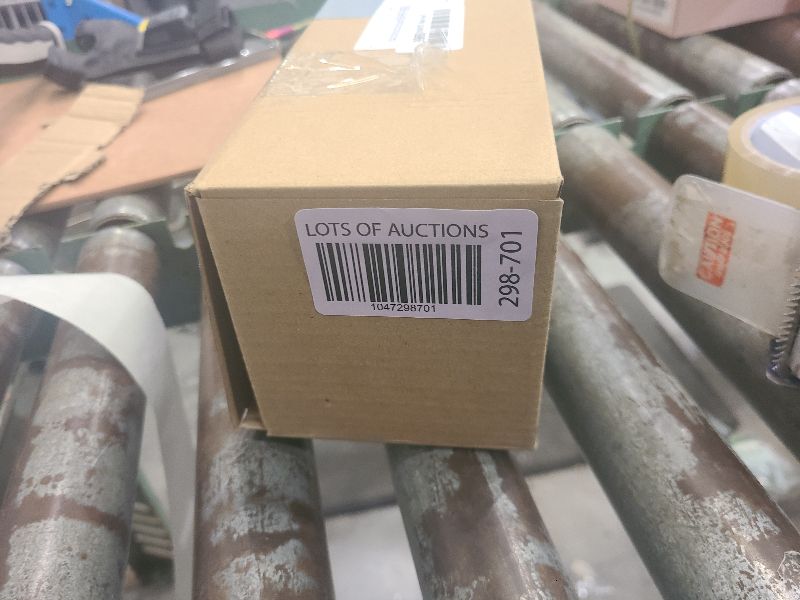 LOTS OF AUCTIONS
1047298701
298-701
CAUTION